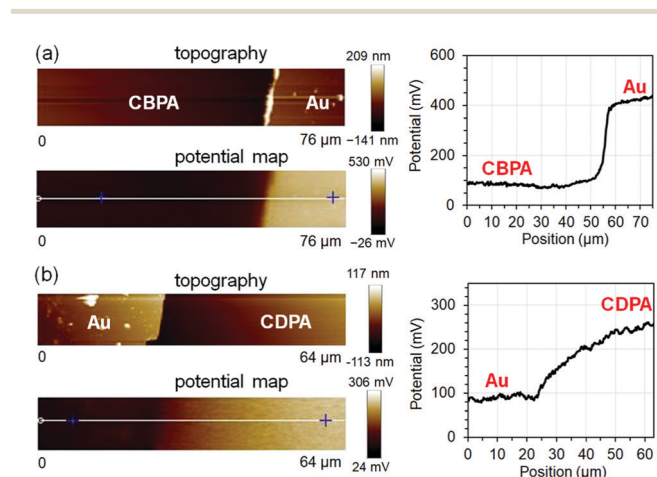 (a)
topography
209 nm
CBPA
Au
0
76 µm
−141 nm
potential map
530 mV
0
76 µm
−26 mV
600
400
200
0
Potential (mV)
CBPA
Au
0 10 20 30 40 50 60 70
Position (µm)
(b)
topography
117 nm
Au
CDPA
0
64 µm
-113 nm
potential map
306 mV
0
64 µm
24 mV
300
200
100
0
Potential (mV)
Au
CDPA
0 10 20 30 40 50 60
Position (µm)